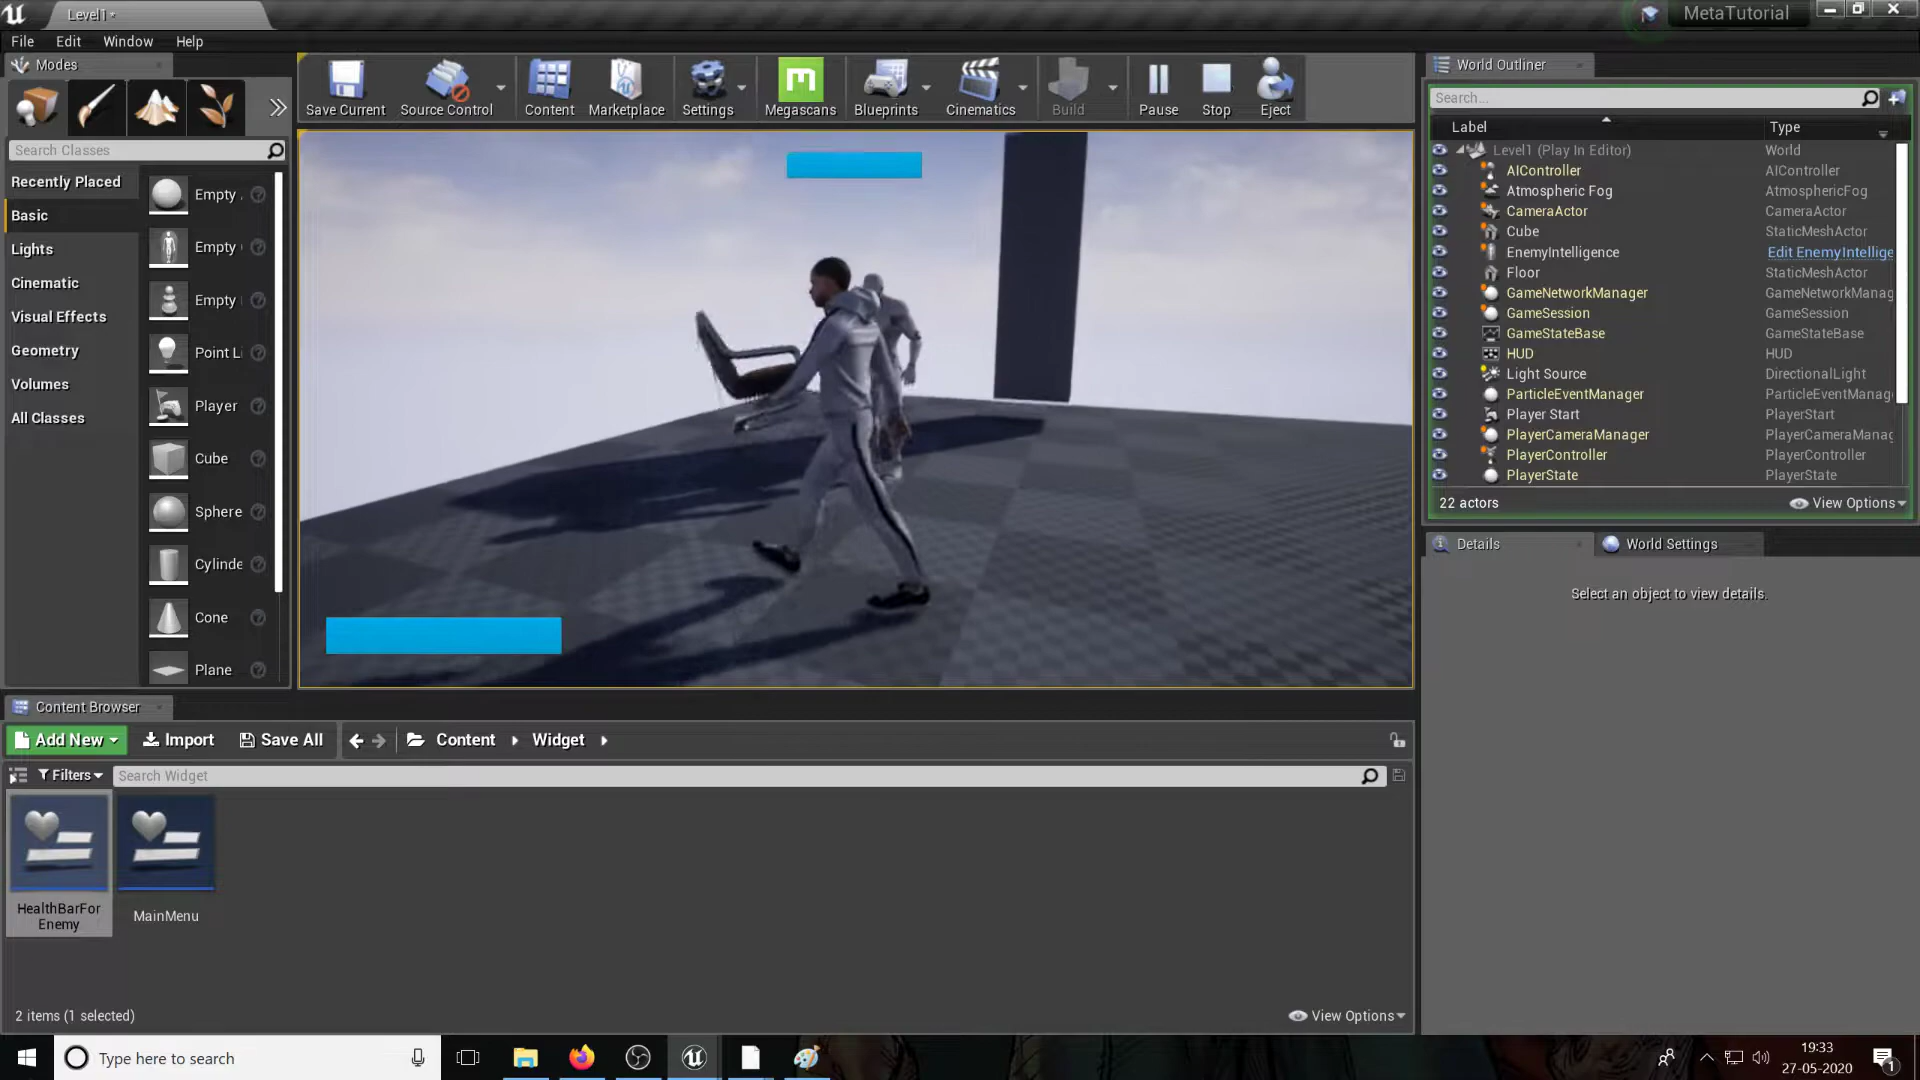 Level1*
MetaTutorial
File Edit Window Help
Modes
Search Classes
Recently Placed
Basic
Lights
Cinematic
Visual Effects
Geometry
Volumes
All Classes
Empty
Empty
Empty
Point Li
Player
Cube
Sphere
Cylinde
Cone
Plane
Save Current
Source Control
Content
Marketplace
Settings
Megascans
Blueprints
Cinematics
Build
Pause
Stop
Eject
World Outliner
Search...
Label Type
Level1 (Play In Editor) World
AIController AIController
Atmospheric Fog AtmosphericFog
CameraActor CameraActor
Cube StaticMeshActor
EnemyIntelligence Edit EnemyIntellige
Floor StaticMeshActor
GameNetworkManager GameNetworkManag
GameSession GameSession
GameStateBase GameStateBase
HUD HUD
Light Source DirectionalLight
ParticleEventManager ParticleEventManag
Player Start PlayerStart
PlayerCameraManager PlayerCameraManag
PlayerController PlayerController
PlayerState PlayerState
22 actors View Options
Details World Settings
Select an object to view details.
Content Browser
Add New Import Save All Content Widget
Filters Search Widget
HealthBarFor
Enemy
MainMenu
2 items (1 selected) View Options
Type here to search
19:33
27-05-2020
1